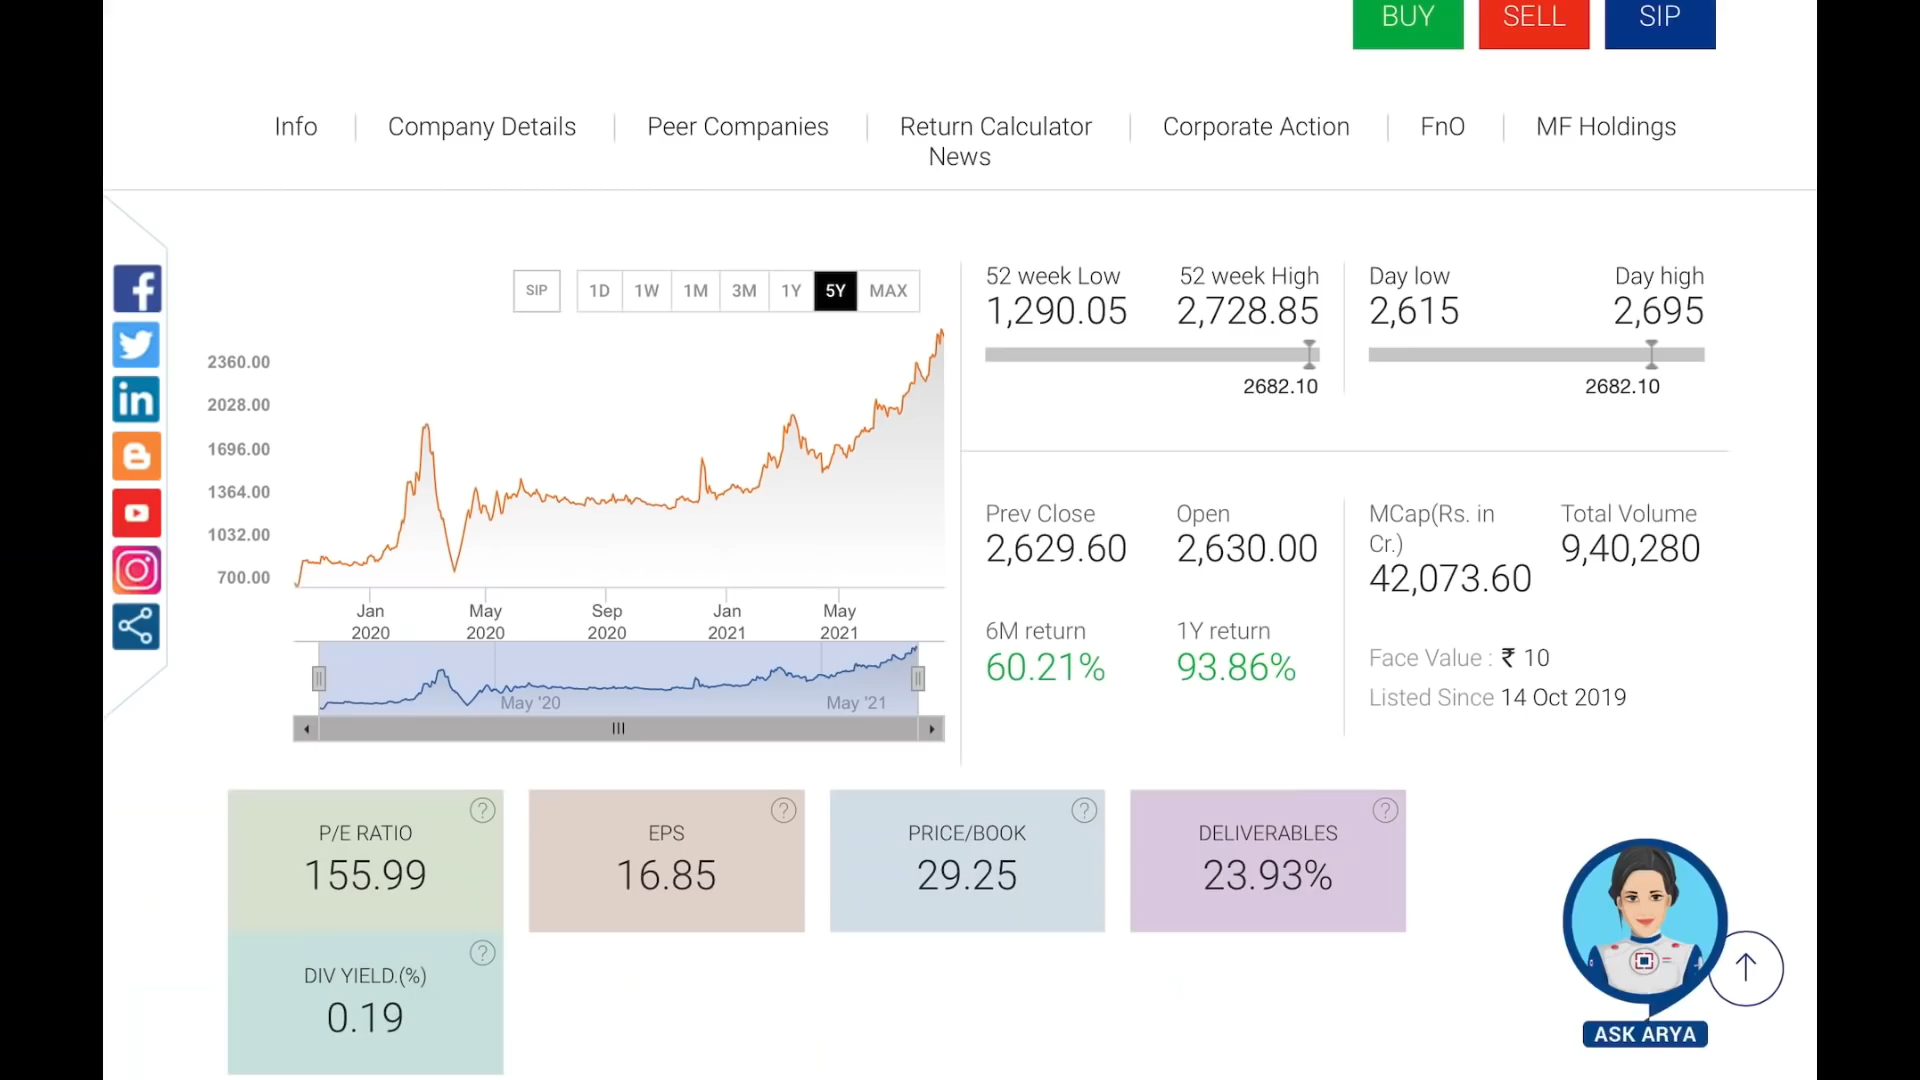 BUY
SELL
SIP
Info
Company Details
Peer Companies
Return Calculator
Corporate Action
FnO
MF Holdings
News
SIP
1D
1W
1M
3M
1Y
5Y
MAX
2360.00
2028.00
1696.00
1364.00
1032.00
700.00
Jan
2020
May
2020
Sep
2020
Jan
2021
May
2021
May '20
May '21
52 week Low
1,290.05
52 week High
2,728.85
2682.10
Day low
2,615
Day high
2,695
2682.10
Prev Close
2,629.60
Open
2,630.00
MCap(Rs. in
Cr.)
42,073.60
Total Volume
9,40,280
6M return
60.21%
1Y return
93.86%
Face Value : ₹ 10
Listed Since 14 Oct 2019
P/E RATIO
155.99
?
EPS
16.85
?
PRICE/BOOK
29.25
?
DELIVERABLES
23.93%
?
DIV YIELD.(%)
0.19
?
ASK ARYA